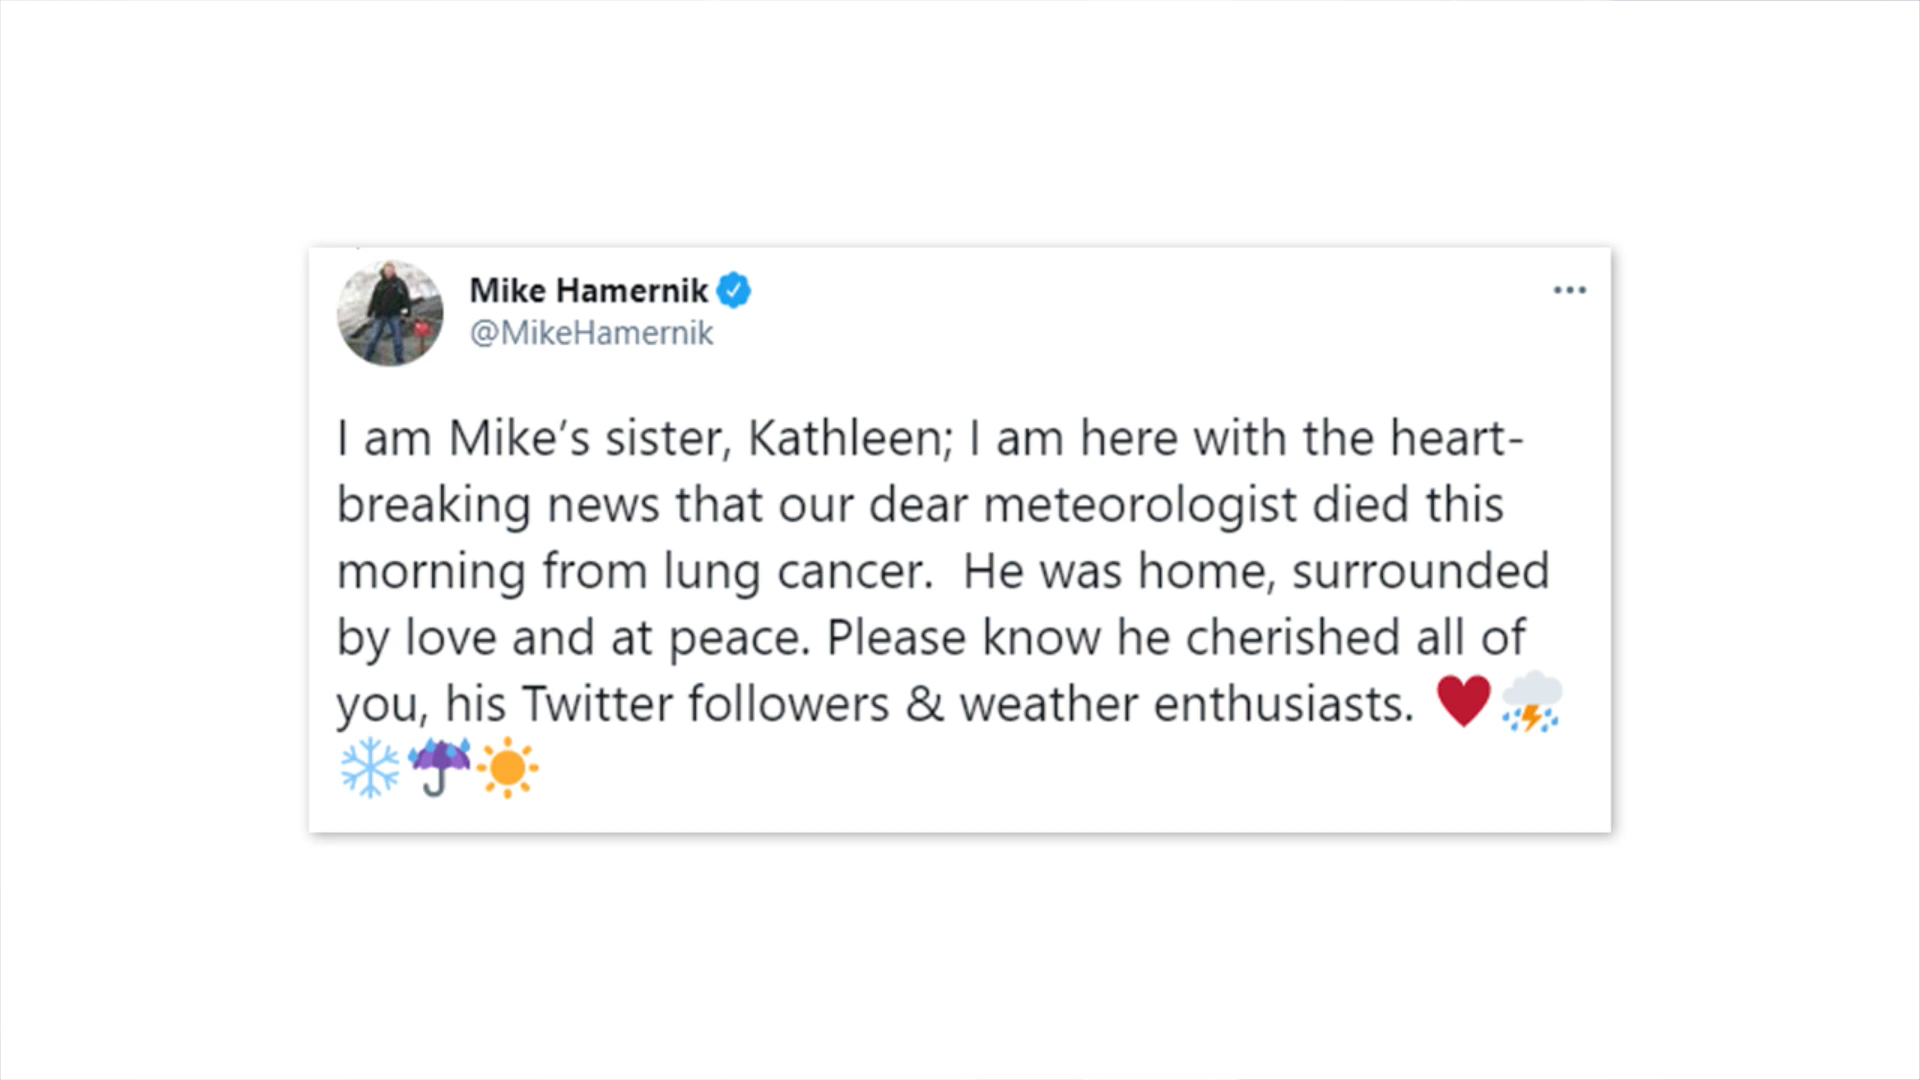 Mike Hamernik
@MikeHamernik
I am Mike’s sister, Kathleen; I am here with the heart-
breaking news that our dear meteorologist died this
morning from lung cancer.  He was home, surrounded
by love and at peace. Please know he cherished all of
you, his Twitter followers & weather enthusiasts. ❤️⛈️
❄️☔☀️